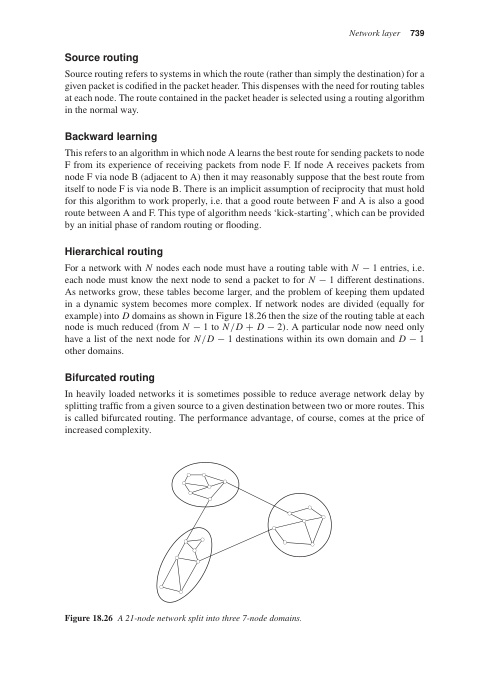 Network layer 739
Source routing
Source routing refers to systems in which the route (rather than simply the destination) for a
given packet is codified in the packet header. This dispenses with the need for routing tables
at each node. The route contained in the packet header is selected using a routing algorithm
in the normal way.
Backward learning
This refers to an algorithm in which node A learns the best route for sending packets to node
F from its experience of receiving packets from node F. If node A receives packets from
node F via node B (adjacent to A) then it may reasonably suppose that the best route from
itself to node F is via node B. There is an implicit assumption of reciprocity that must hold
for this algorithm to work properly, i.e. that a good route between F and A is also a good
route between A and F. This type of algorithm needs ‘kick-starting’, which can be provided
by an initial phase of random routing or flooding.
Hierarchical routing
For a network with N nodes each node must have a routing table with N − 1 entries, i.e.
each node must know the next node to send a packet to for N − 1 different destinations.
As networks grow, these tables become larger, and the problem of keeping them updated
in a dynamic system becomes more complex. If network nodes are divided (equally for
example) into D domains as shown in Figure 18.26 then the size of the routing table at each
node is much reduced (from N − 1 to N/D + D − 2). A particular node now need only
have a list of the next node for N/D − 1 destinations within its own domain and D − 1
other domains.
Bifurcated routing
In heavily loaded networks it is sometimes possible to reduce average network delay by
splitting traffic from a given source to a given destination between two or more routes. This
is called bifurcated routing. The performance advantage, of course, comes at the price of
increased complexity.
Figure 18.26 A 21-node network split into three 7-node domains.